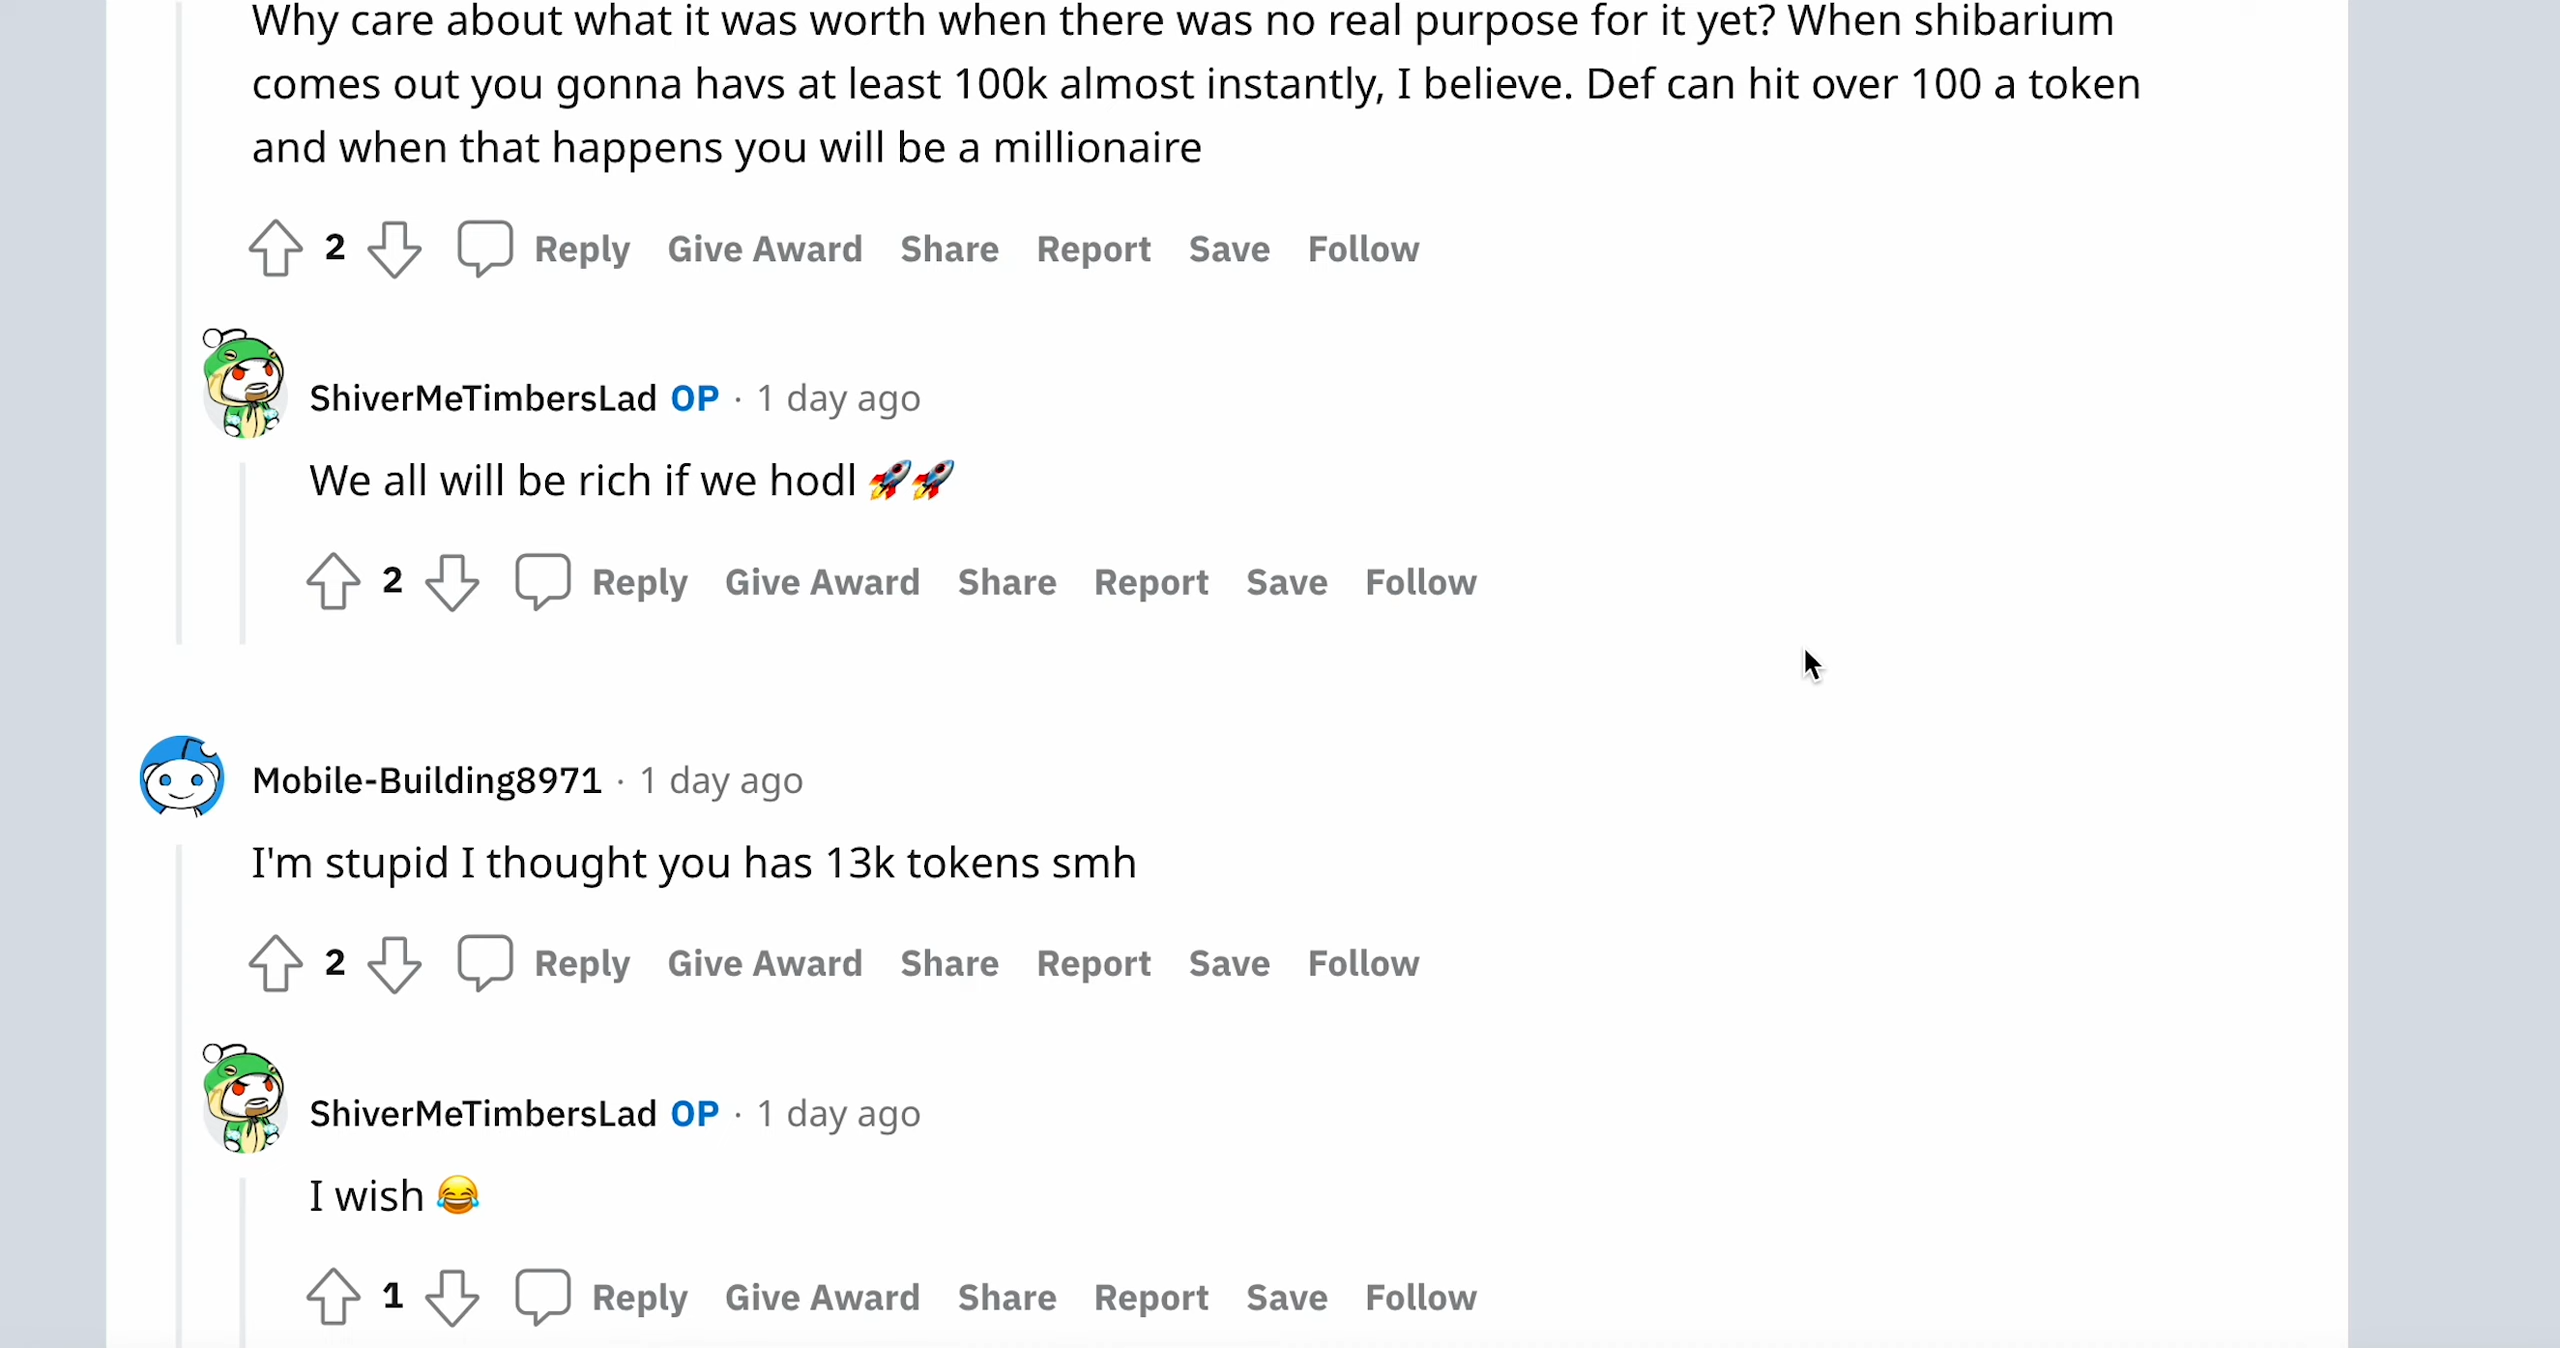 Why care about what it was worth when there was no real purpose for it yet? When shibarium
comes out you gonna havs at least 100k almost instantly, I believe. Def can hit over 100 a token
and when that happens you will be a millionaire
2 Reply Give Award Share Report Save Follow
ShiverMeTimbersLad OP · 1 day ago
We all will be rich if we hodl 🚀🚀
2 Reply Give Award Share Report Save Follow
Mobile-Building8971 · 1 day ago
I'm stupid I thought you has 13k tokens smh
2 Reply Give Award Share Report Save Follow
ShiverMeTimbersLad OP · 1 day ago
I wish 😂
1 Reply Give Award Share Report Save Follow